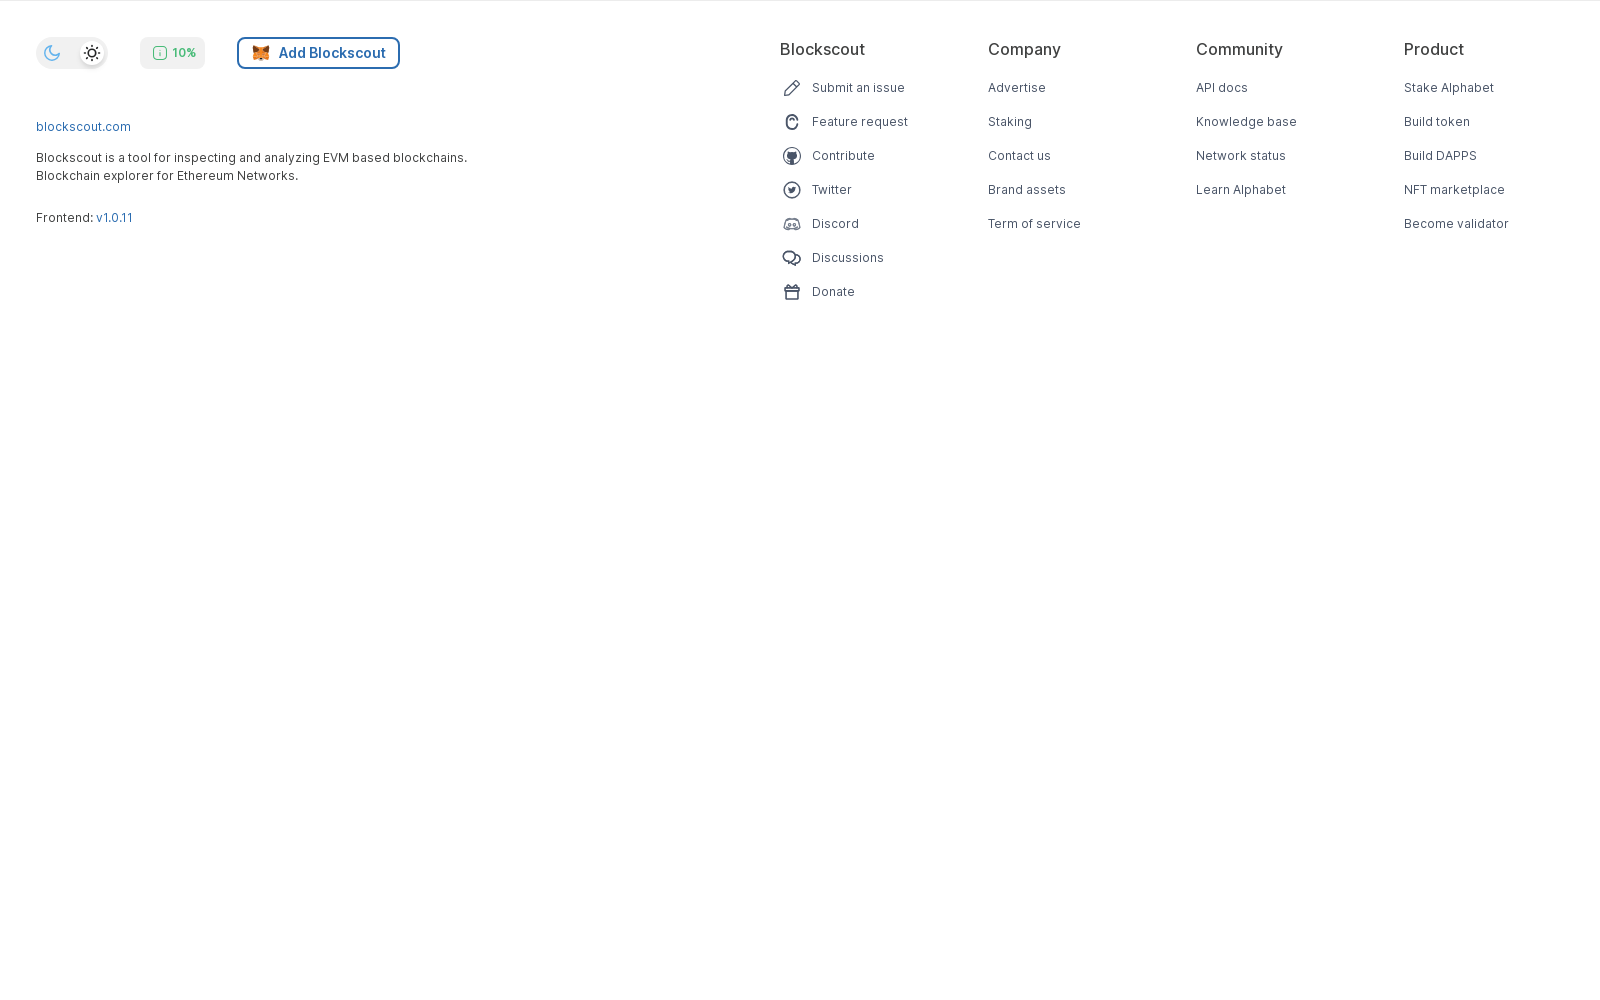 10%
Add Blockscout
blockscout.com
Blockscout is a tool for inspecting and analyzing EVM based blockchains.
Blockchain explorer for Ethereum Networks.
Frontend: v1.0.11
Blockscout
Submit an issue
Feature request
Contribute
Twitter
Discord
Discussions
Donate
Company
Advertise
Staking
Contact us
Brand assets
Term of service
Community
API docs
Knowledge base
Network status
Learn Alphabet
Product
Stake Alphabet
Build token
Build DAPPS
NFT marketplace
Become validator